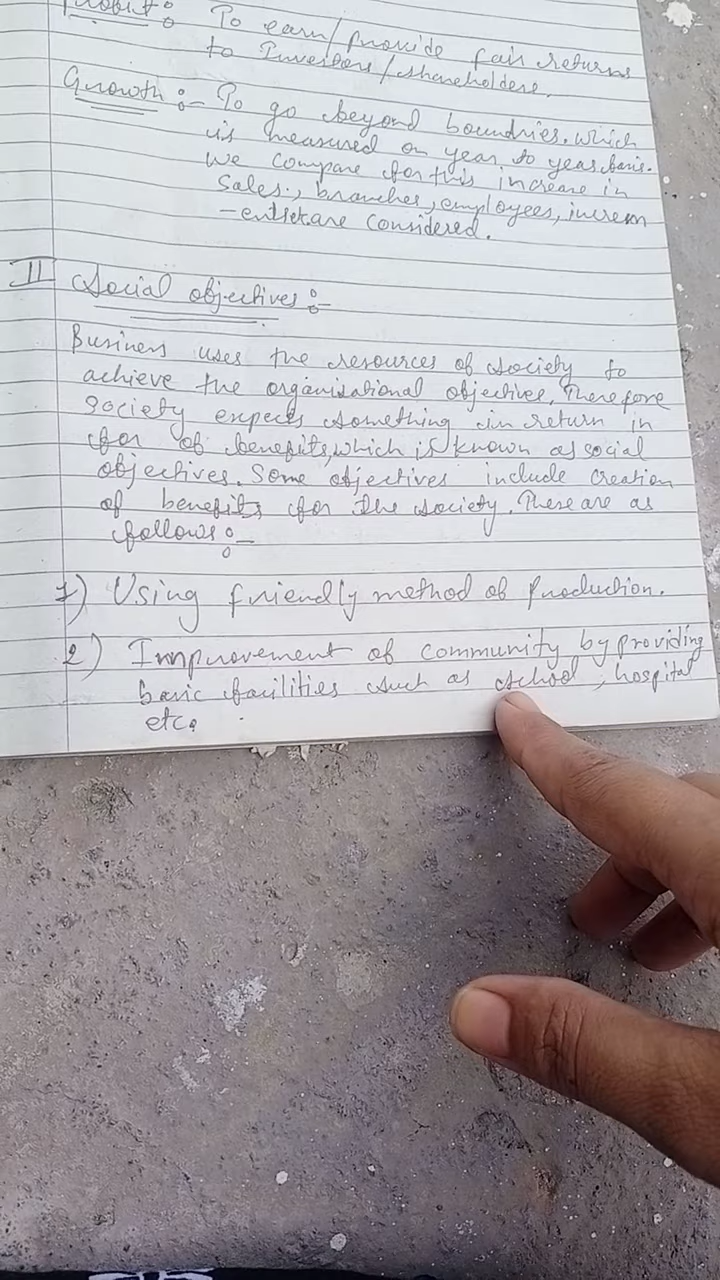 Profit :- To earn/provide fair returns
to Investors/shareholders.
Growth :- To go beyond boundries. which
is measured on year to year basis.
We compare for this increase in
Sales., branches, employees, increm
-entset.are considered.
II Social objectives :-
Business uses the resources of society to
achieve the organisational objectives, Therefore
society expects something in return in
for of benefits, which is known as social
objectives. Some objectives include creation
of benefits for the society. These are as
follows :-
1) Using friendly method of Production.
2) Improvement of community by providing
basic facilities such as school, hospital
etc.